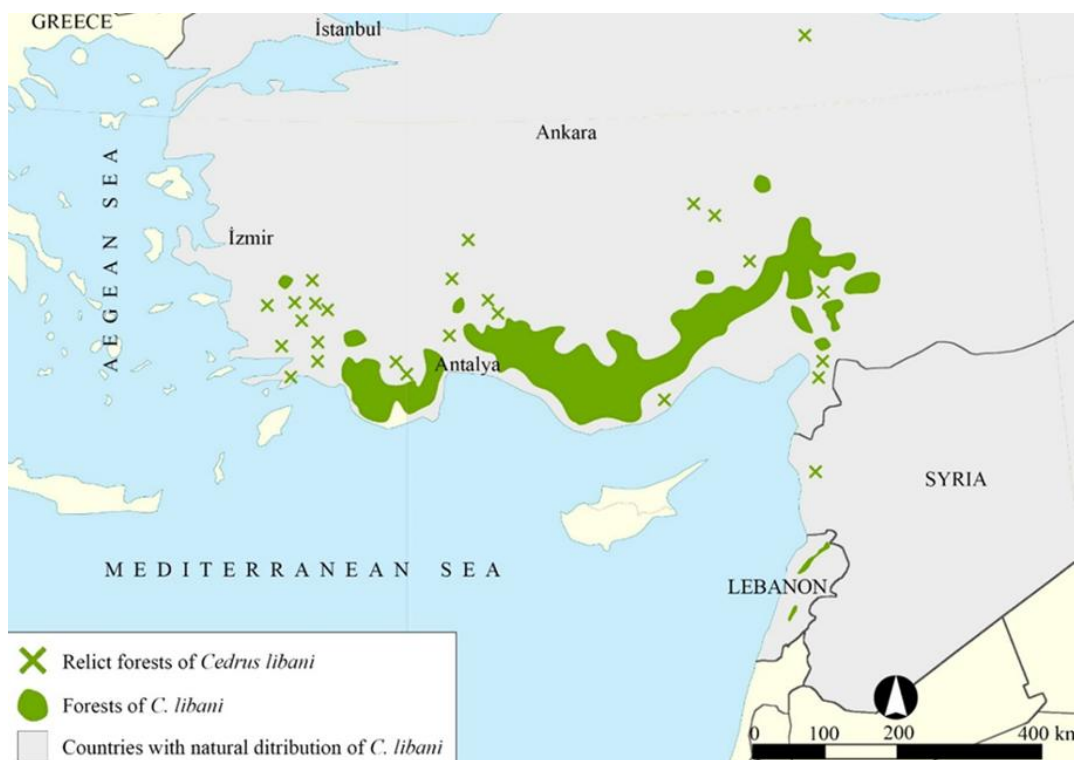 GREECE
İstanbul
Ankara
AEGEAN SEA
İzmir
Antalya
SYRIA
MEDITERRANEAN SEA
LEBANON
Relict forests of Cedrus libani
Forests of C. libani
Countries with natural ditribution of C. libani
0 100 200 400 km